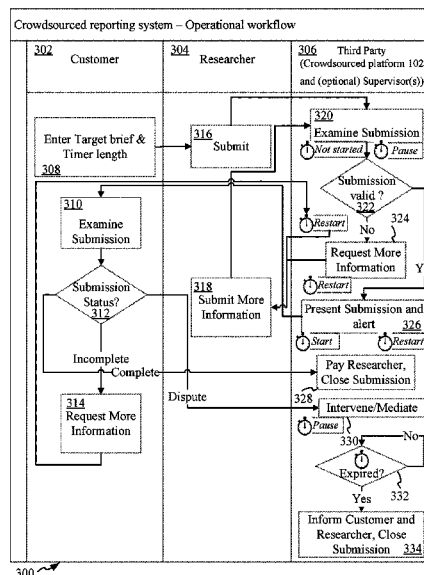 Crowdsourced reporting system – Operational workflow
302
Customer
304
Researcher
306
Third Party
(Crowdsourced platform 102
and (optional) Supervisor(s))
Enter Target brief &
Timer length
308
316
Submit
320
Examine Submission
Not started
Pause
Submission
valid ?
322
324
No
Restart
Request More
Information
Y
Restart
310
Examine
Submission
318
Submit More
Information
Present Submission and
alert
326
Start
Restart
Submission
Status?
312
Incomplete
Complete
Pay Researcher,
Close Submission
328
314
Request More
Information
Dispute
Intervene/Mediate
Pause
330
No
Expired?
332
Yes
Inform Customer and
Researcher, Close
Submission
334
300